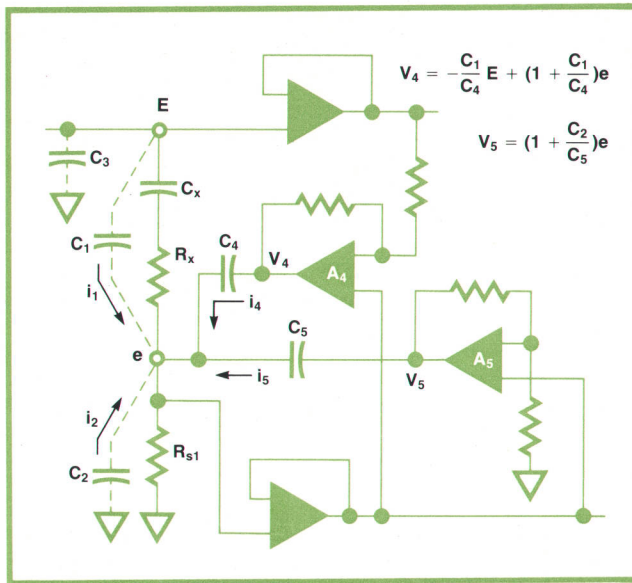 V4 = -C1/C4 E + (1 + C1/C4)e
V5 = (1 + C2/C5)e
E
C3
Cx
C1
Rx
i1
C4
V4
A4
i4
C5
e
i5
V5
A5
i2
Rs1
C2